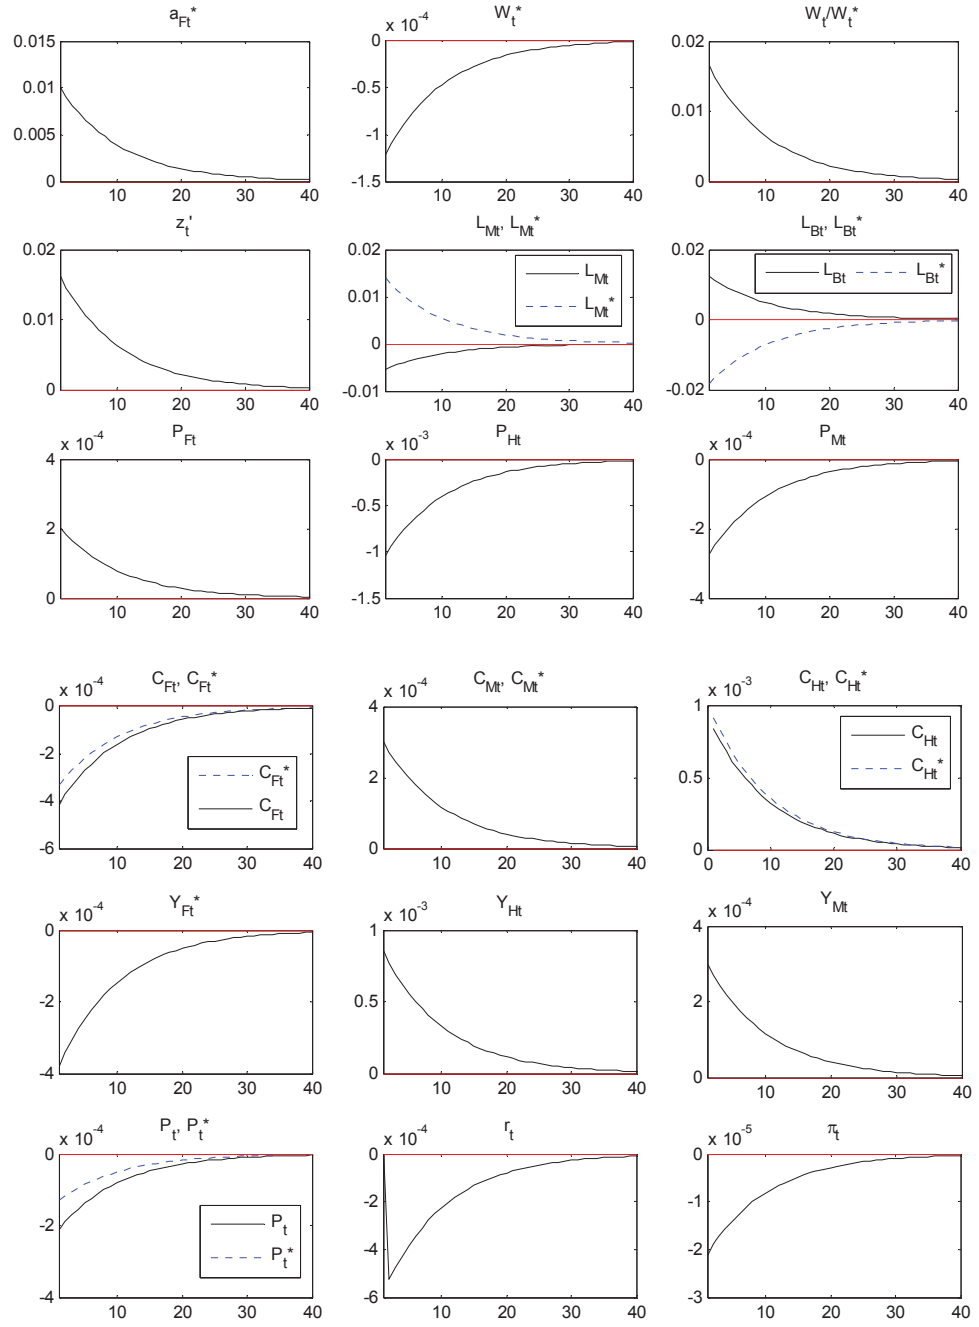 a_Ft* W_t* W_t/W_t*
x 10^-4
0.015 0 0.02
0.01 -0.5
0.01
0.005 -1
0 -1.5 0
10 20 30 40 10 20 30 40 10 20 30 40
z_t' L_Mt, L_Mt* L_Bt, L_Bt*
0.02 0.02 0.02
L_Mt L_Bt L_Bt*
0.01 L_Mt*
0.01 0
0
0 -0.01 -0.02
10 20 30 40 10 20 30 40 10 20 30 40
P_Ft P_Ht P_Mt
x 10^-4 x 10^-3 x 10^-4
4 0 0
-0.5
2 -2
-1
0 -1.5 -4
10 20 30 40 10 20 30 40 10 20 30 40
C_Ft, C_Ft* C_Mt, C_Mt* C_Ht, C_Ht*
x 10^-4 x 10^-4 x 10^-3
0 4 1
C_Ht
-2 C_Ht*
C_Ft* 2 0.5
-4 C_Ft
-6 0 0
10 20 30 40 10 20 30 40 0 10 20 30 40
Y_Ft* Y_Ht Y_Mt
x 10^-4 x 10^-3 x 10^-4
0 1 4
-2 0.5 2
-4 0 0
10 20 30 40 10 20 30 40 10 20 30 40
P_t, P_t* r_t π_t
x 10^-4 x 10^-4 x 10^-5
0 0 0
-2 -1
-2
P_t -4 -2
P_t*
-4 -6 -3
10 20 30 40 10 20 30 40 10 20 30 40